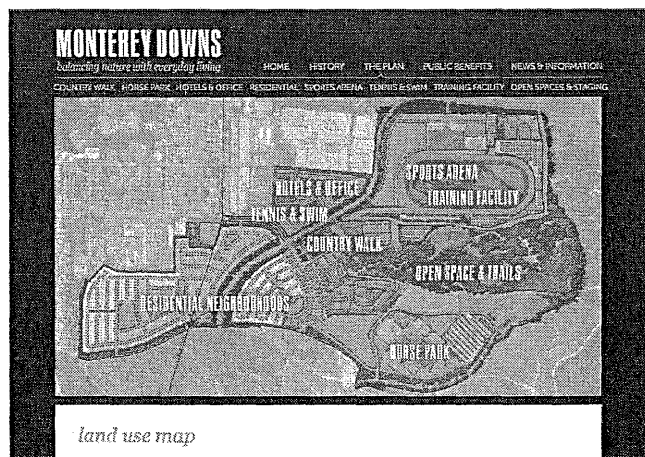 MONTEREY DOWNS
balancing nature with everyday living
HOME HISTORY THE PLAN PUBLIC BENEFITS NEWS & INFORMATION
COUNTRY WALK HORSE PARK HOTELS & OFFICE RESIDENTIAL SPORTS ARENA TENNIS & SWIM TRAINING FACILITY OPEN SPACES & STAGING
SPORTS ARENA
HOTELS & OFFICE
TRAINING FACILITY
TENNIS & SWIM
COUNTRY WALK
OPEN SPACE & TRAILS
RESIDENTIAL NEIGHBORHOODS
HORSE PARK
land use map